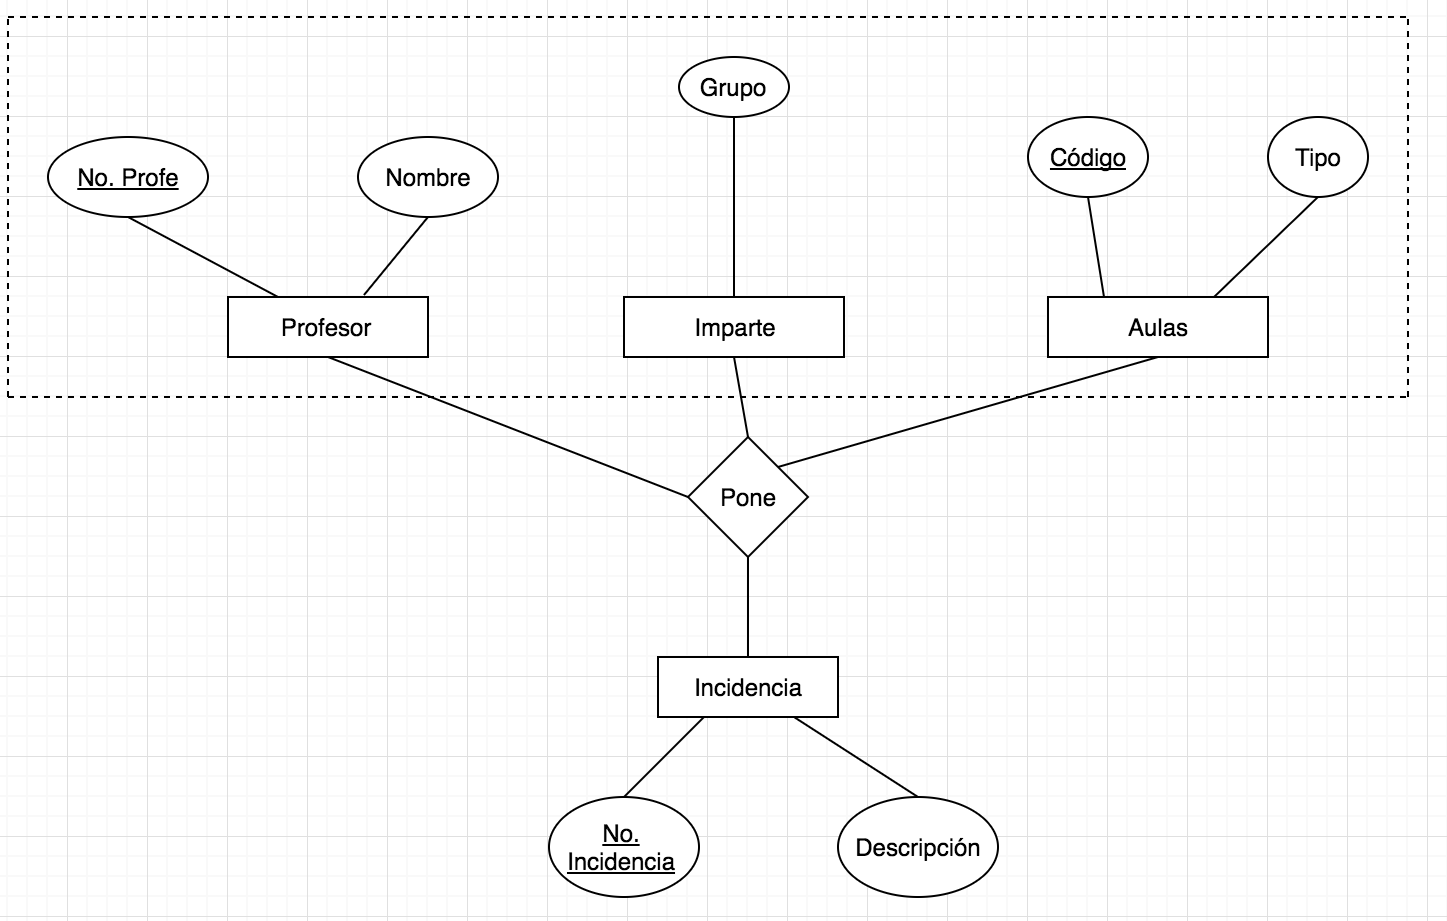 Grupo
No. Profe
Nombre
Código
Tipo
Profesor
Imparte
Aulas
Pone
Incidencia
No.
Incidencia
Descripción